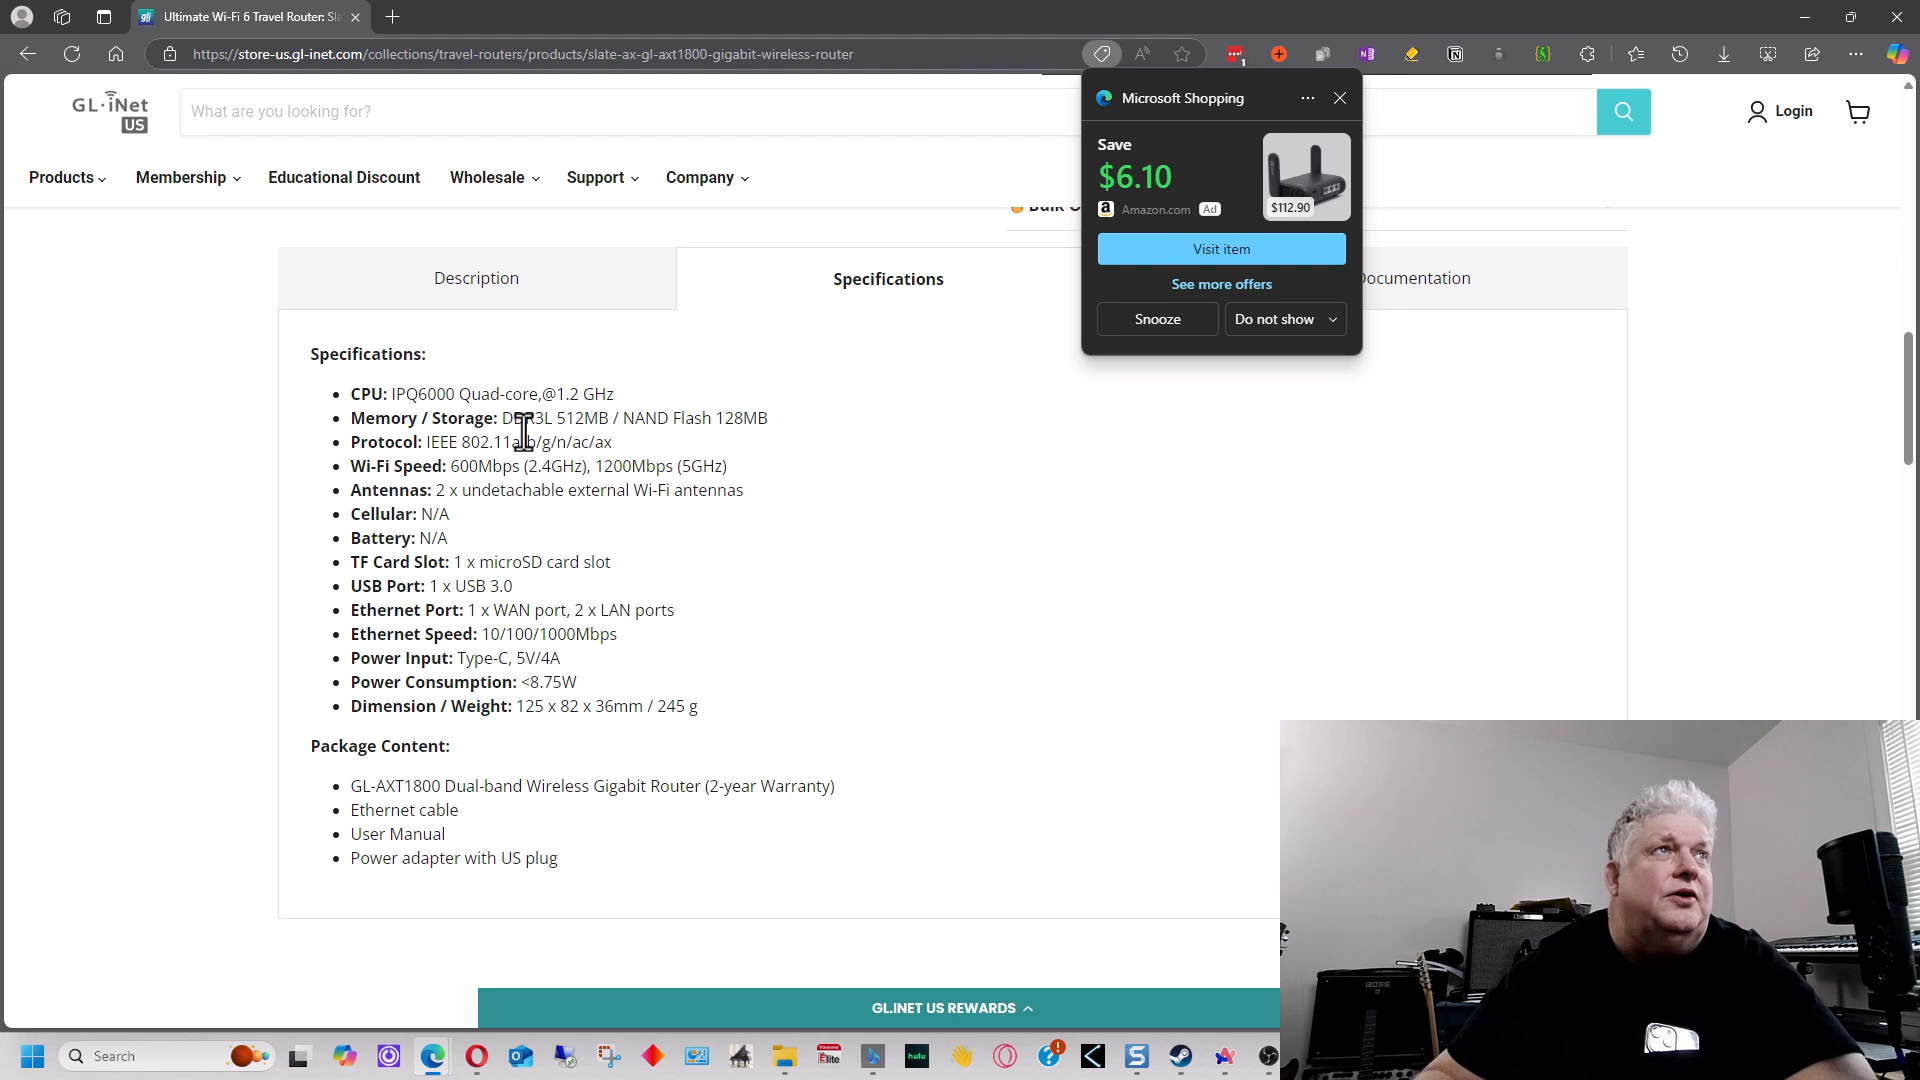 Ultimate Wi-Fi 6 Travel Router: Sla
https://store-us.gl-inet.com/collections/travel-routers/products/slate-ax-gl-axt1800-gigabit-wireless-router
1
GL·iNet
US
What are you looking for?
Login
Products
Membership
Educational Discount
Wholesale
Support
Company
Microsoft Shopping
Save
$6.10
Amazon.com Ad
$112.90
Visit item
See more offers
Snooze
Do not show
Description
Specifications
Documentation
Specifications:
CPU: IPQ6000 Quad-core,@1.2 GHz
Memory / Storage: DDR3L 512MB / NAND Flash 128MB
Protocol: IEEE 802.11a/b/g/n/ac/ax
Wi-Fi Speed: 600Mbps (2.4GHz), 1200Mbps (5GHz)
Antennas: 2 x undetachable external Wi-Fi antennas
Cellular: N/A
Battery: N/A
TF Card Slot: 1 x microSD card slot
USB Port: 1 x USB 3.0
Ethernet Port: 1 x WAN port, 2 x LAN ports
Ethernet Speed: 10/100/1000Mbps
Power Input: Type-C, 5V/4A
Power Consumption: <8.75W
Dimension / Weight: 125 x 82 x 36mm / 245 g
Package Content:
GL-AXT1800 Dual-band Wireless Gigabit Router (2-year Warranty)
Ethernet cable
User Manual
Power adapter with US plug
GL.INET US REWARDS
BOSS
Search
Elite
hulu